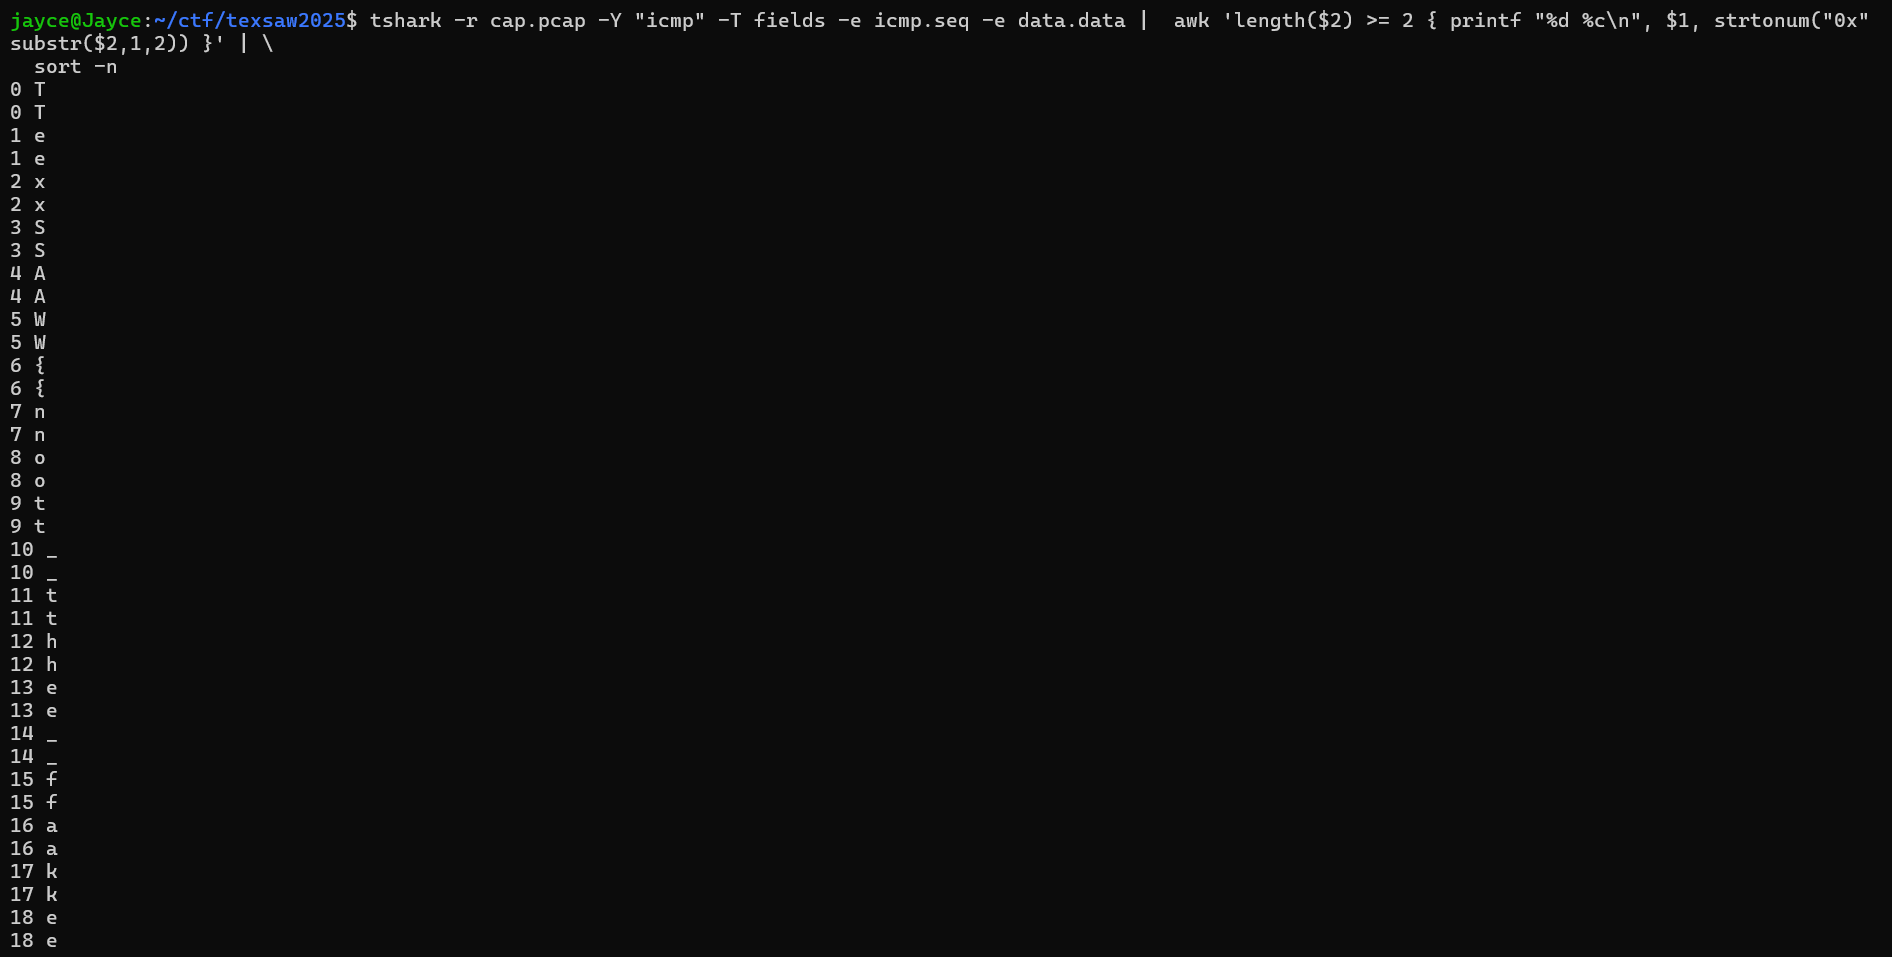 jayce@Jayce:~/ctf/texsaw2025$ tshark -r cap.pcap -Y "icmp" -T fields -e icmp.seq -e data.data |  awk 'length($2) >= 2 { printf "%d %c\n", $1, strtonum("0x"
substr($2,1,2)) }' | \
  sort -n
0 T
0 T
1 e
1 e
2 x
2 x
3 S
3 S
4 A
4 A
5 W
5 W
6 {
6 {
7 n
7 n
8 o
8 o
9 t
9 t
10 _
10 _
11 t
11 t
12 h
12 h
13 e
13 e
14 _
14 _
15 f
15 f
16 a
16 a
17 k
17 k
18 e
18 e